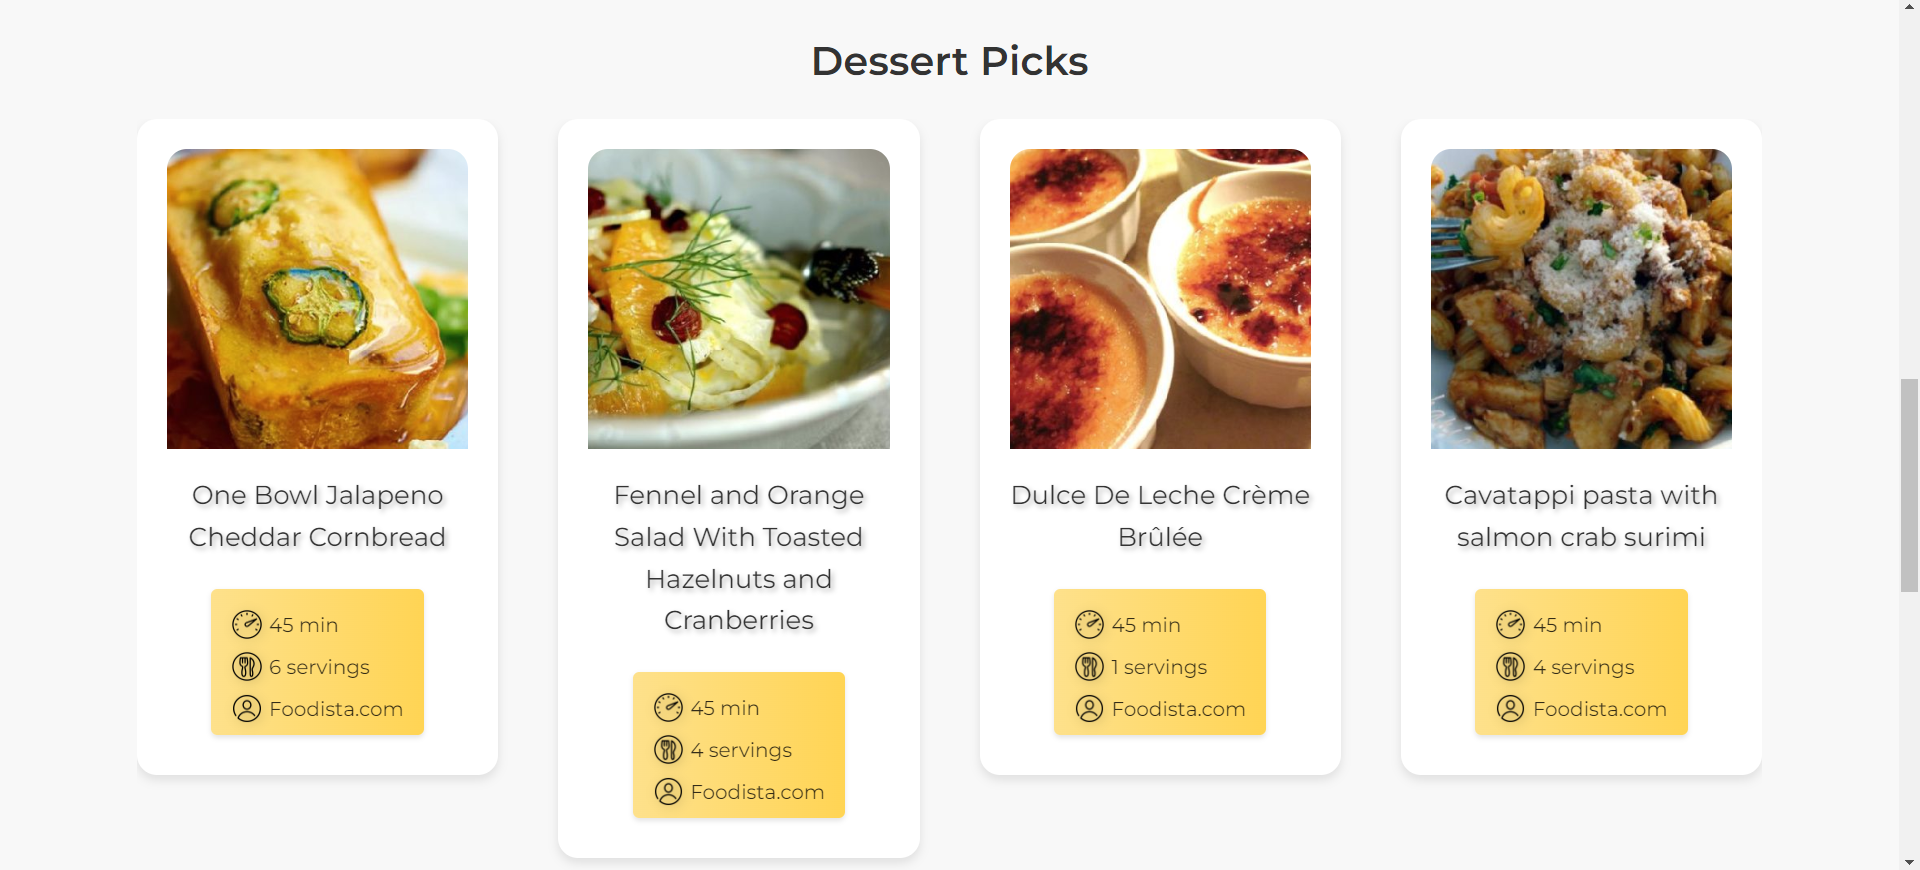 Dessert Picks
One Bowl Jalapeno
Cheddar Cornbread
45 min
6 servings
Foodista.com
Fennel and Orange
Salad With Toasted
Hazelnuts and
Cranberries
45 min
4 servings
Foodista.com
Dulce De Leche Crème
Brûlée
45 min
1 servings
Foodista.com
Cavatappi pasta with
salmon crab surimi
45 min
4 servings
Foodista.com